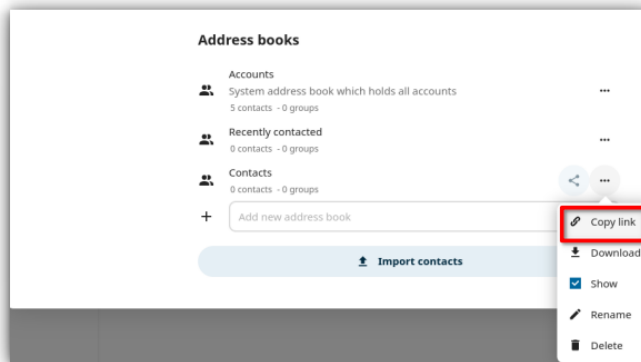 Address books
Accounts
System address book which holds all accounts
5 contacts - 0 groups
Recently contacted
0 contacts - 0 groups
Contacts
0 contacts - 0 groups
Add new address book
Import contacts
Copy link
Download
Show
Rename
Delete